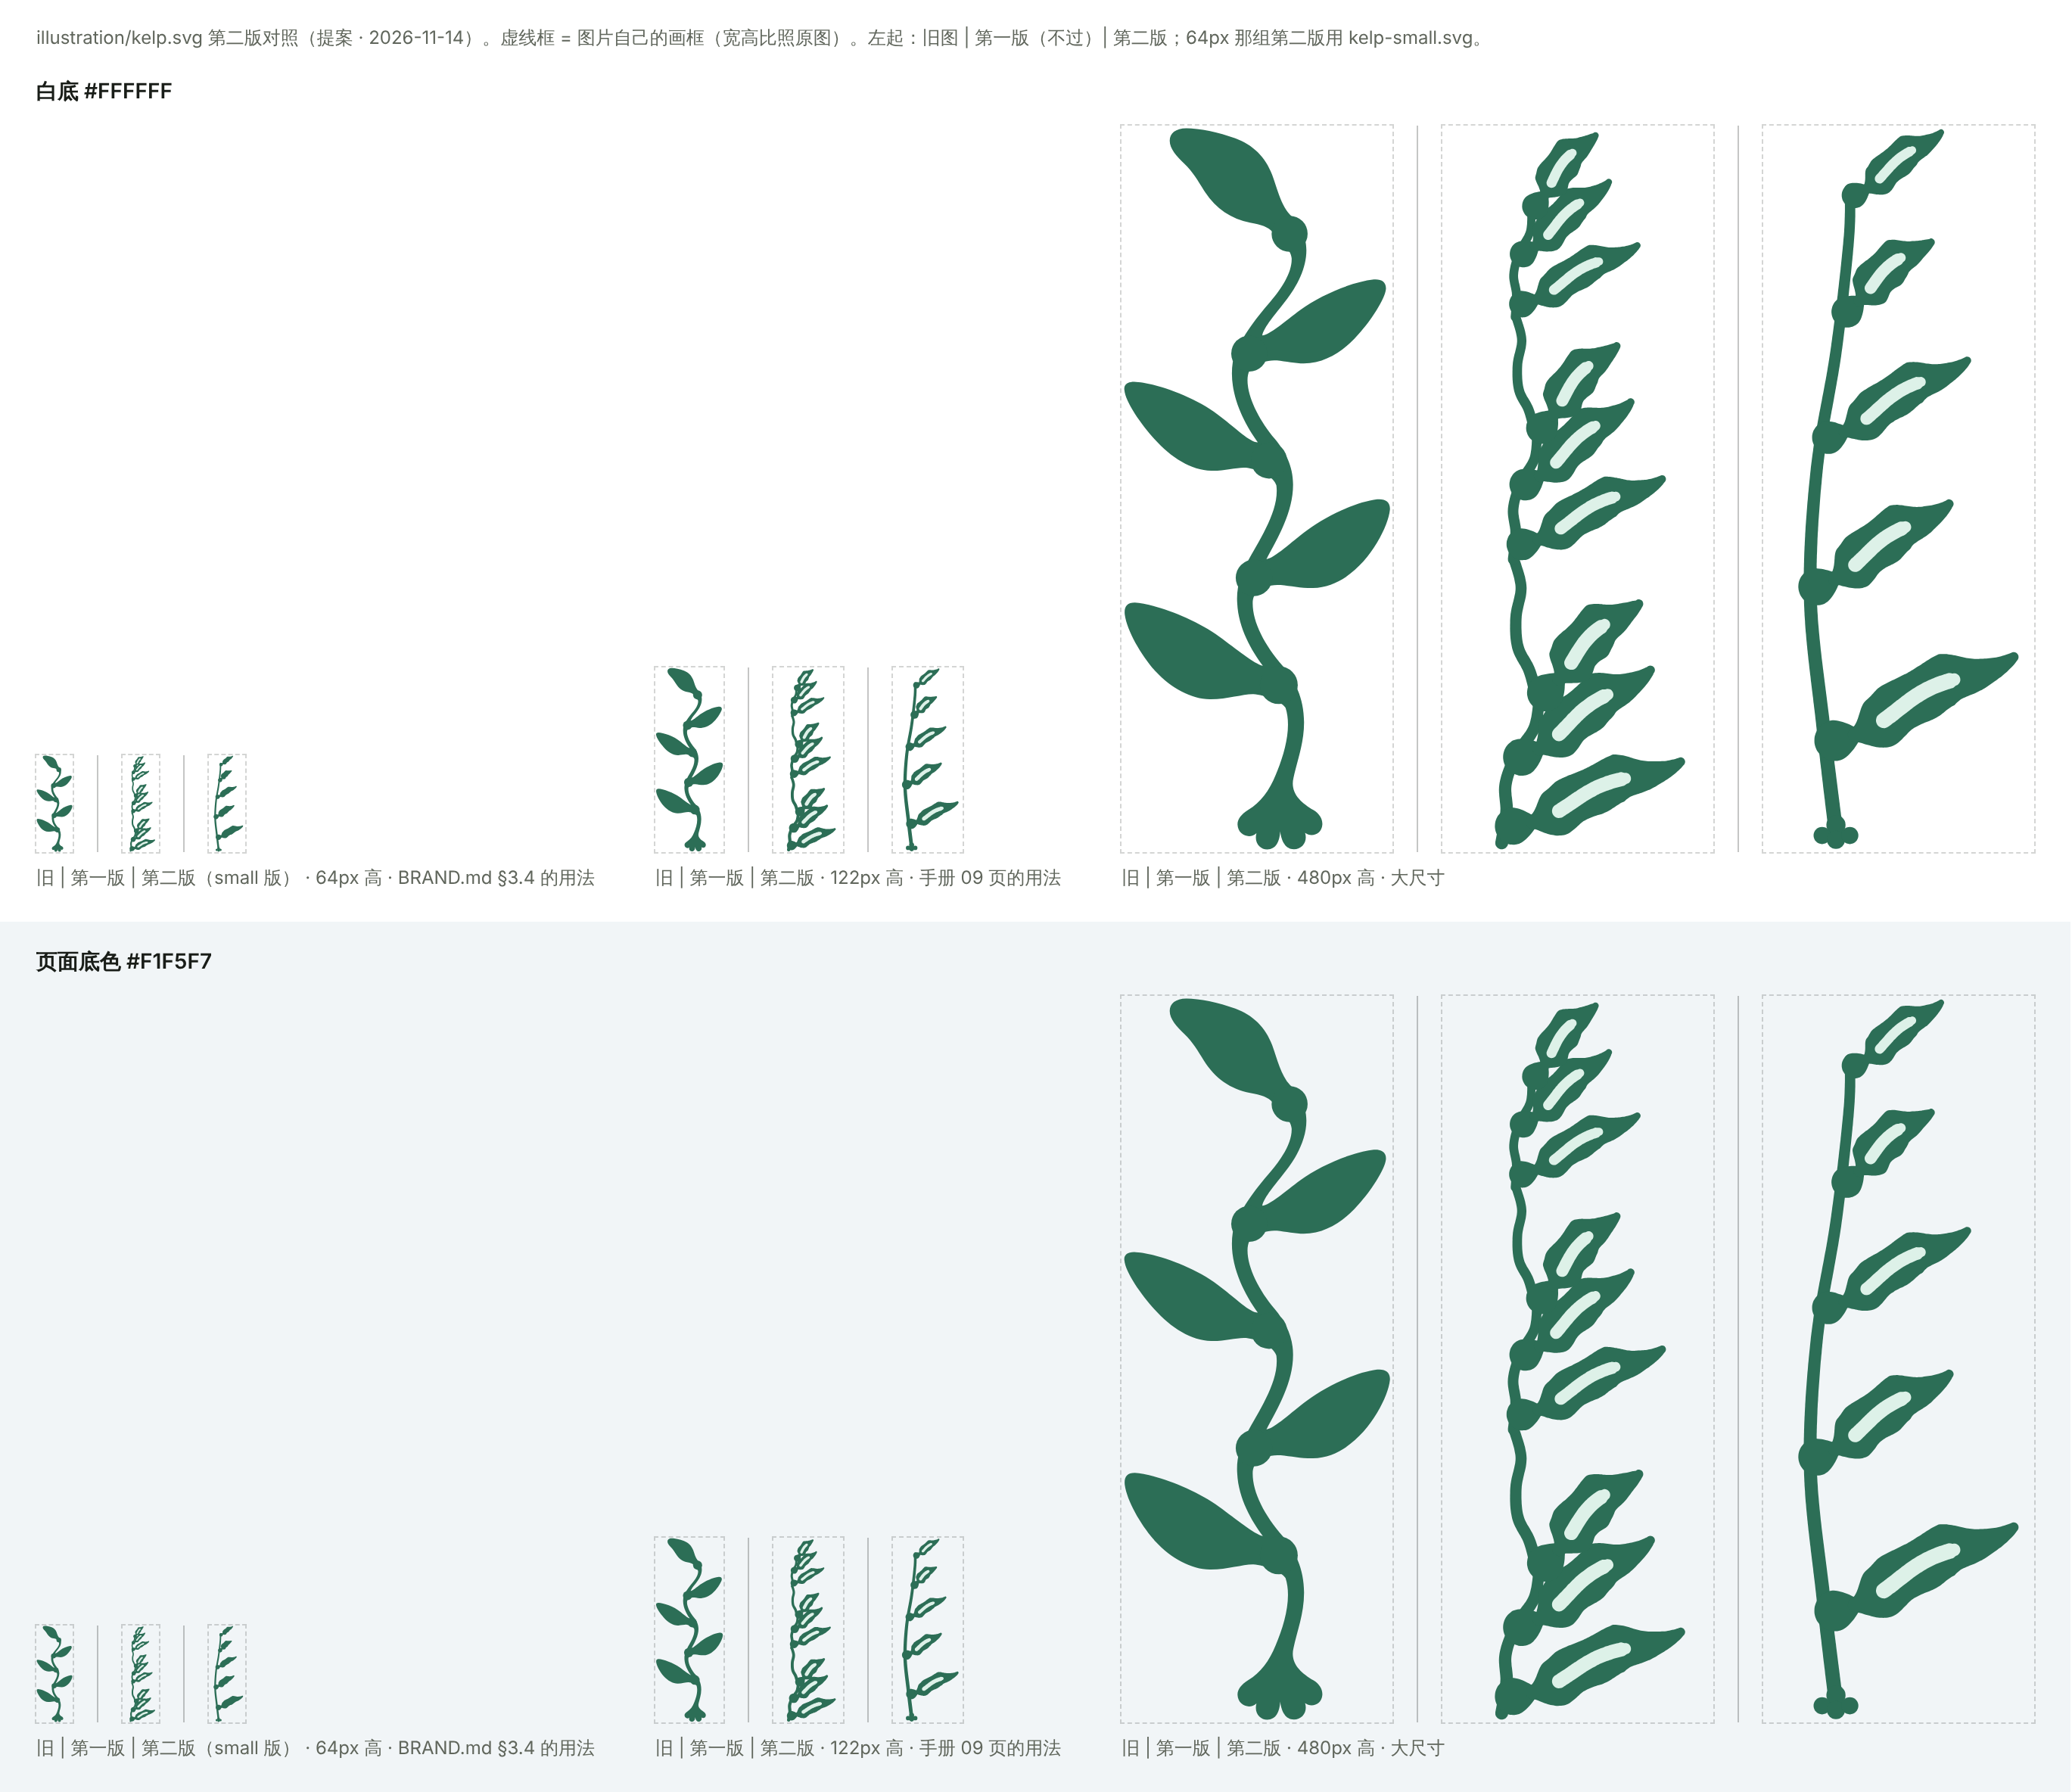 illustration/kelp.svg 第二版对照（提案 · 2026-11-14）。虚线框 = 图片自己的画框（宽高比照原图）。左起：旧图 | 第一版（不过）| 第二版；64px 那组第二版用 kelp-small.svg。
白底 #FFFFFF
旧 | 第一版 | 第二版（small 版） · 64px 高 · BRAND.md §3.4 的用法
旧 | 第一版 | 第二版 · 122px 高 · 手册 09 页的用法
旧 | 第一版 | 第二版 · 480px 高 · 大尺寸
页面底色 #F1F5F7
旧 | 第一版 | 第二版（small 版） · 64px 高 · BRAND.md §3.4 的用法
旧 | 第一版 | 第二版 · 122px 高 · 手册 09 页的用法
旧 | 第一版 | 第二版 · 480px 高 · 大尺寸